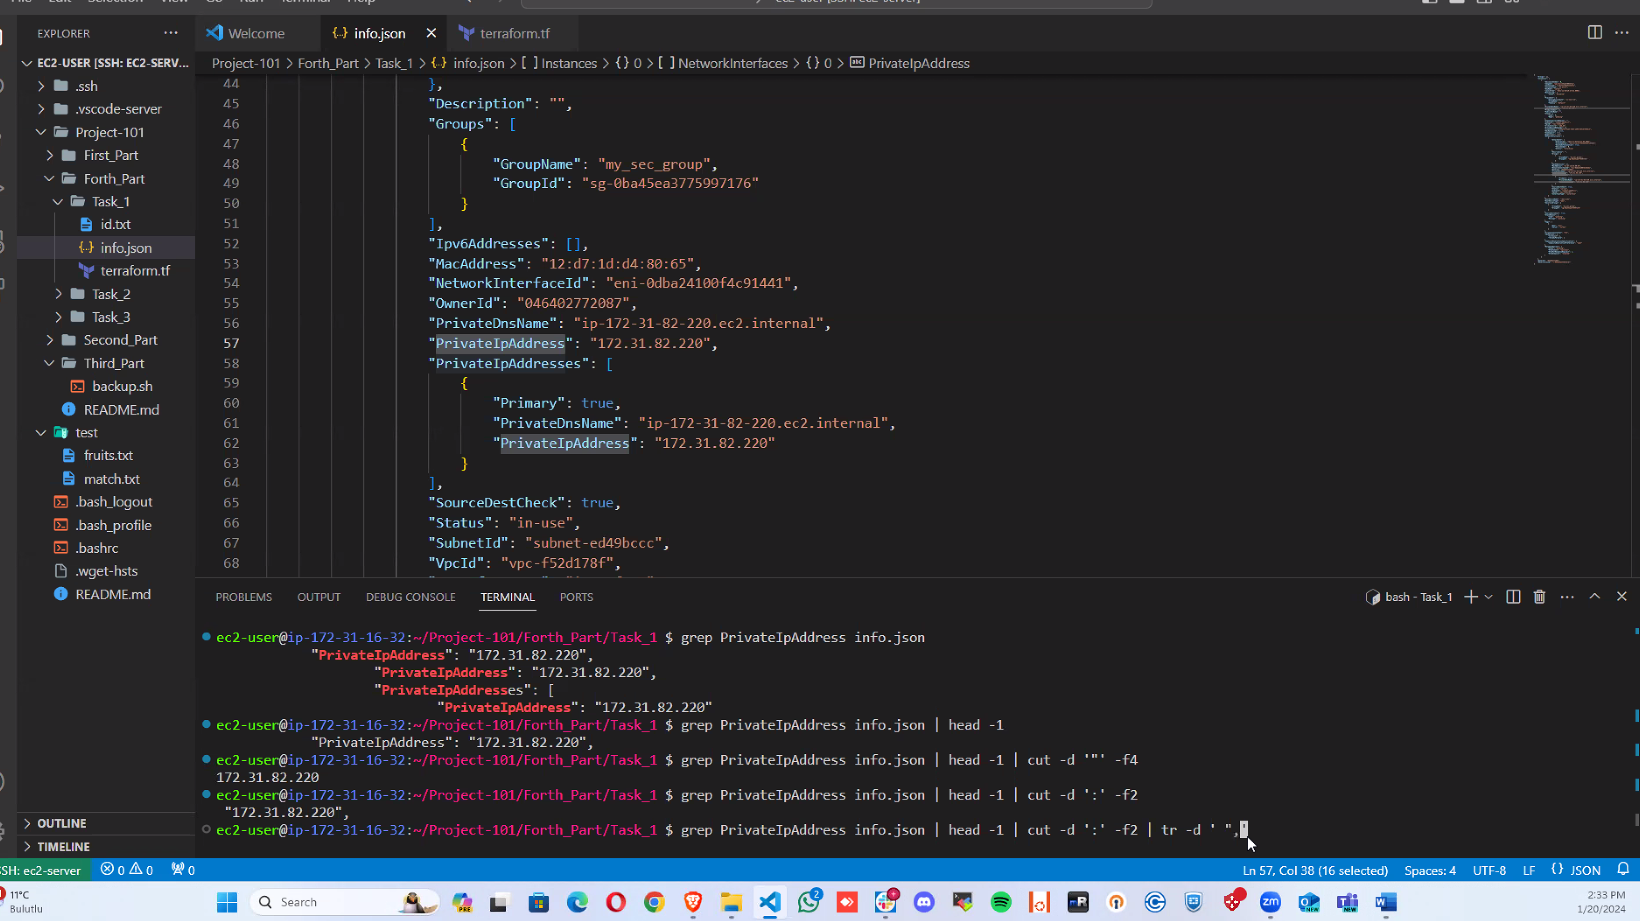 File Edit Selection View Go Run Terminal Help
ec2-user [SSH: ec2-server]
EXPLORER
EC2-USER [SSH: EC2-SERV...
.ssh
.vscode-server
Project-101
First_Part
Forth_Part
Task_1
id.txt
info.json
terraform.tf
Task_2
Task_3
Second_Part
Third_Part
backup.sh
README.md
test
fruits.txt
match.txt
.bash_logout
.bash_profile
.bashrc
.wget-hsts
README.md
OUTLINE
TIMELINE
Welcome info.json terraform.tf
Project-101 > Forth_Part > Task_1 > info.json > [ ] Instances > {} 0 > [ ] NetworkInterfaces > {} 0 > PrivateIpAddress
44 },
45 "Description": "",
46 "Groups": [
47 {
48 "GroupName": "my_sec_group",
49 "GroupId": "sg-0ba45ea3775997176"
50 }
51 ],
52 "Ipv6Addresses": [],
53 "MacAddress": "12:d7:1d:d4:80:65",
54 "NetworkInterfaceId": "eni-0dba24100f4c91441",
55 "OwnerId": "046402772087",
56 "PrivateDnsName": "ip-172-31-82-220.ec2.internal",
57 "PrivateIpAddress": "172.31.82.220",
58 "PrivateIpAddresses": [
59 {
60 "Primary": true,
61 "PrivateDnsName": "ip-172-31-82-220.ec2.internal",
62 "PrivateIpAddress": "172.31.82.220"
63 }
64 ],
65 "SourceDestCheck": true,
66 "Status": "in-use",
67 "SubnetId": "subnet-ed49bccc",
68 "VpcId": "vpc-f52d178f",
PROBLEMS OUTPUT DEBUG CONSOLE TERMINAL PORTS
bash - Task_1
ec2-user@ip-172-31-16-32:~/Project-101/Forth_Part/Task_1 $ grep PrivateIpAddress info.json
"PrivateIpAddress": "172.31.82.220",
"PrivateIpAddress": "172.31.82.220",
"PrivateIpAddresses": [
"PrivateIpAddress": "172.31.82.220"
ec2-user@ip-172-31-16-32:~/Project-101/Forth_Part/Task_1 $ grep PrivateIpAddress info.json | head -1
"PrivateIpAddress": "172.31.82.220",
ec2-user@ip-172-31-16-32:~/Project-101/Forth_Part/Task_1 $ grep PrivateIpAddress info.json | head -1 | cut -d '"' -f4
172.31.82.220
ec2-user@ip-172-31-16-32:~/Project-101/Forth_Part/Task_1 $ grep PrivateIpAddress info.json | head -1 | cut -d ':' -f2
"172.31.82.220",
ec2-user@ip-172-31-16-32:~/Project-101/Forth_Part/Task_1 $ grep PrivateIpAddress info.json | head -1 | cut -d ':' -f2 | tr -d ' ",'
SSH: ec2-server 0 0 0 Ln 57, Col 38 (16 selected) Spaces: 4 UTF-8 LF {} JSON
11°C
Bulutlu
Search
2:33 PM
1/20/2024